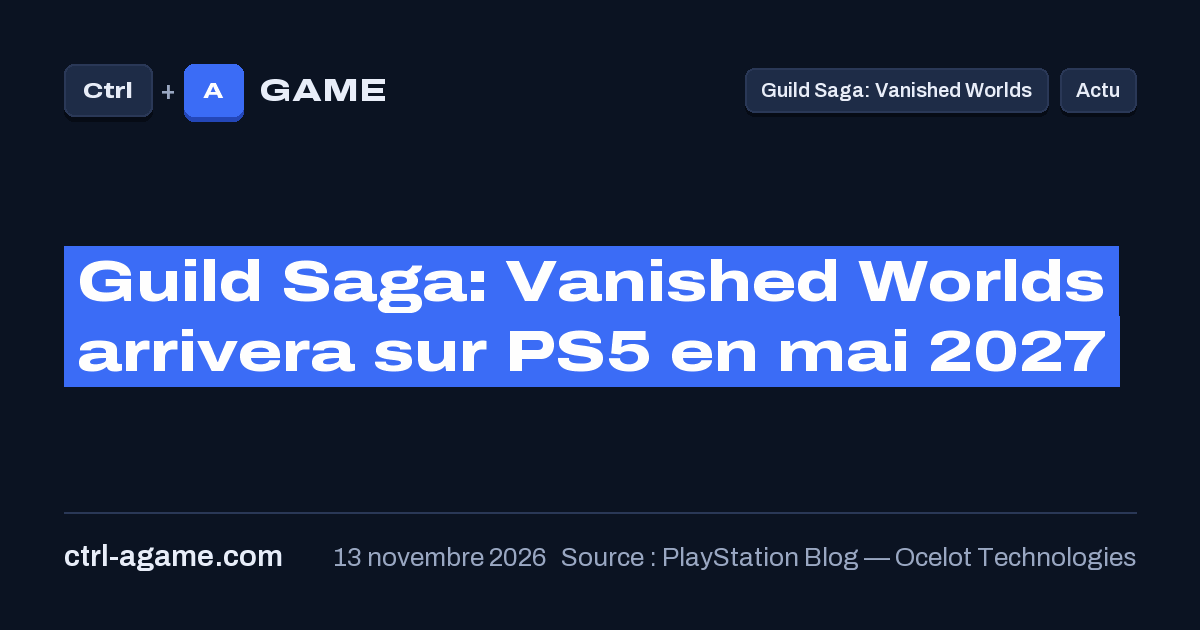 Ctrl + A GAME
Guild Saga: Vanished Worlds Actu
Guild Saga: Vanished Worlds
arrivera sur PS5 en mai 2027
ctrl-agame.com
13 novembre 2026 Source : PlayStation Blog — Ocelot Technologies